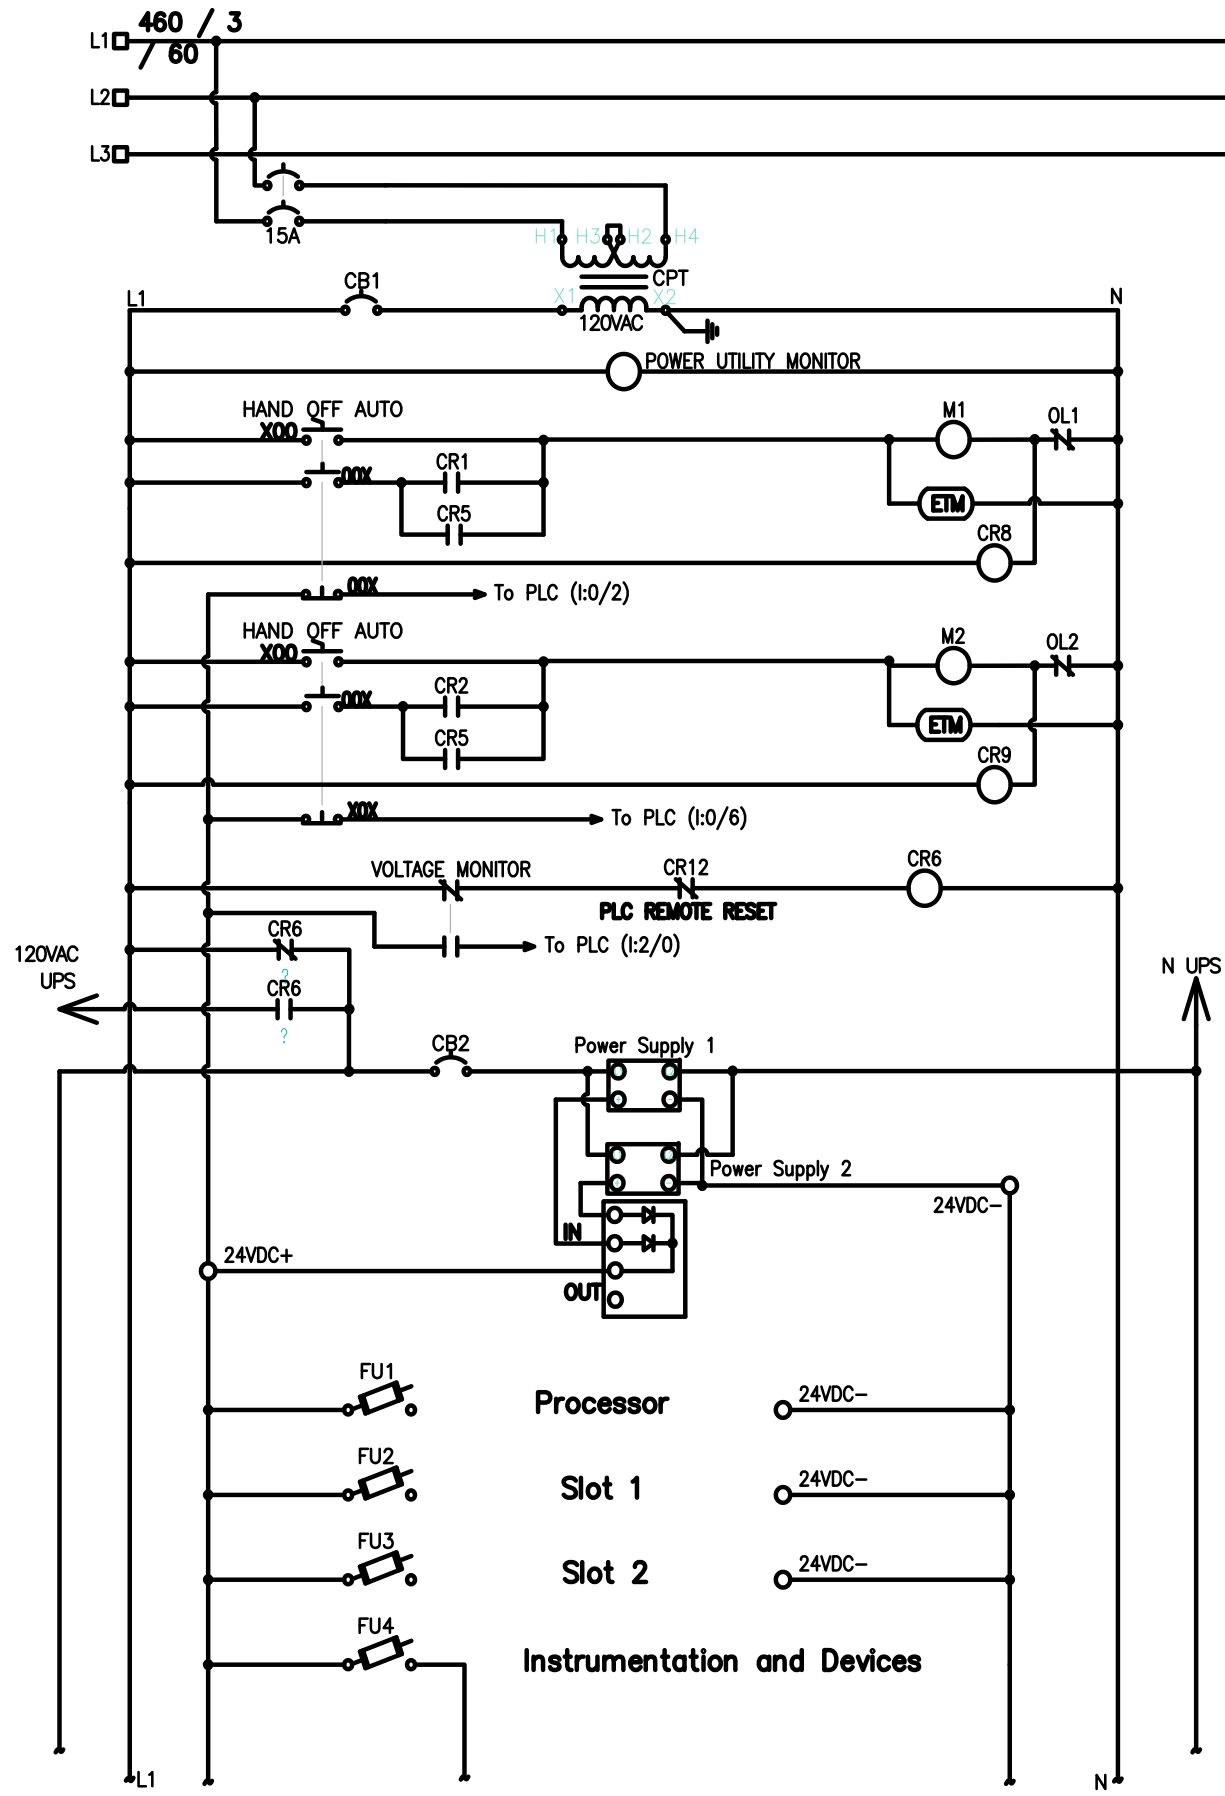 460 / 3
L1
/ 60
L2
L3
15A
H1 H3 H2 H4
CPT
CB1
X1 X2
L1
N
120VAC
POWER UTILITY MONITOR
HAND OFF AUTO
M1
OL1
X00
CR1
00X
ETM
CR5
CR8
00X
To PLC (I:0/2)
HAND OFF AUTO
M2
OL2
X00
CR2
00X
ETM
CR5
CR9
X0X
To PLC (I:0/6)
VOLTAGE MONITOR
CR12
CR6
PLC REMOTE RESET
CR6
To PLC (I:2/0)
120VAC
UPS
N UPS
?
CR6
?
CB2
Power Supply 1
Power Supply 2
24VDC-
IN
24VDC+
OUT
FU1
Processor
24VDC-
FU2
Slot 1
24VDC-
FU3
Slot 2
24VDC-
FU4
Instrumentation and Devices
L1
N